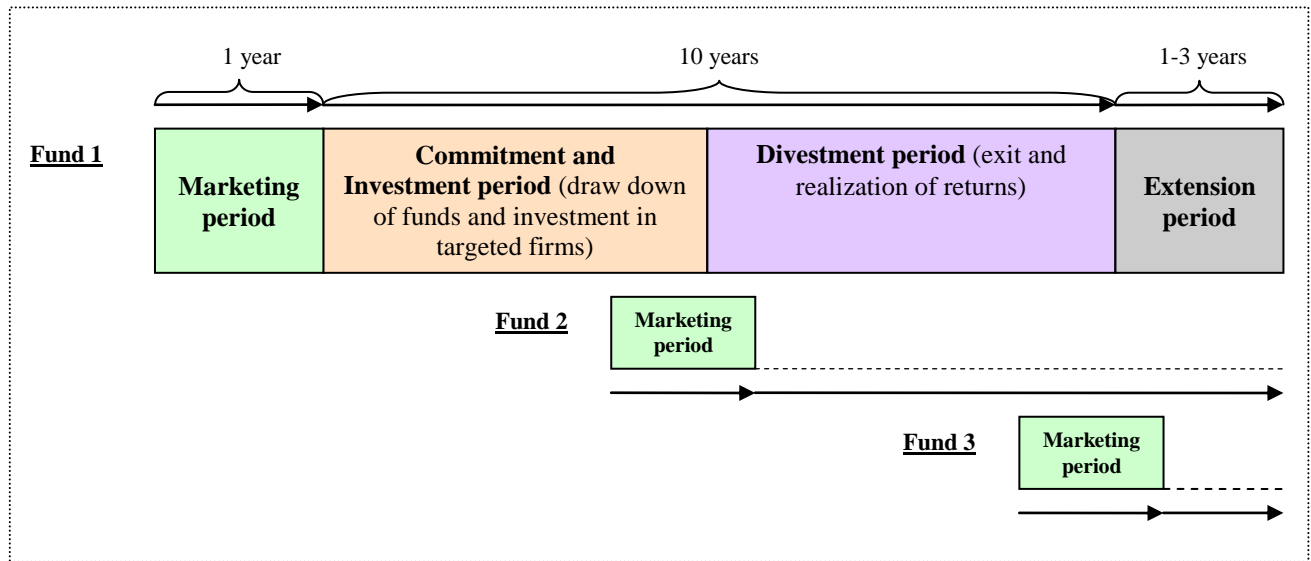 1 year
10 years
1-3 years
Fund 1
Marketing
period
Commitment and
Investment period (draw down
of funds and investment in
targeted firms)
Divestment period (exit and
realization of returns)
Extension
period
Fund 2
Marketing
period
Fund 3
Marketing
period